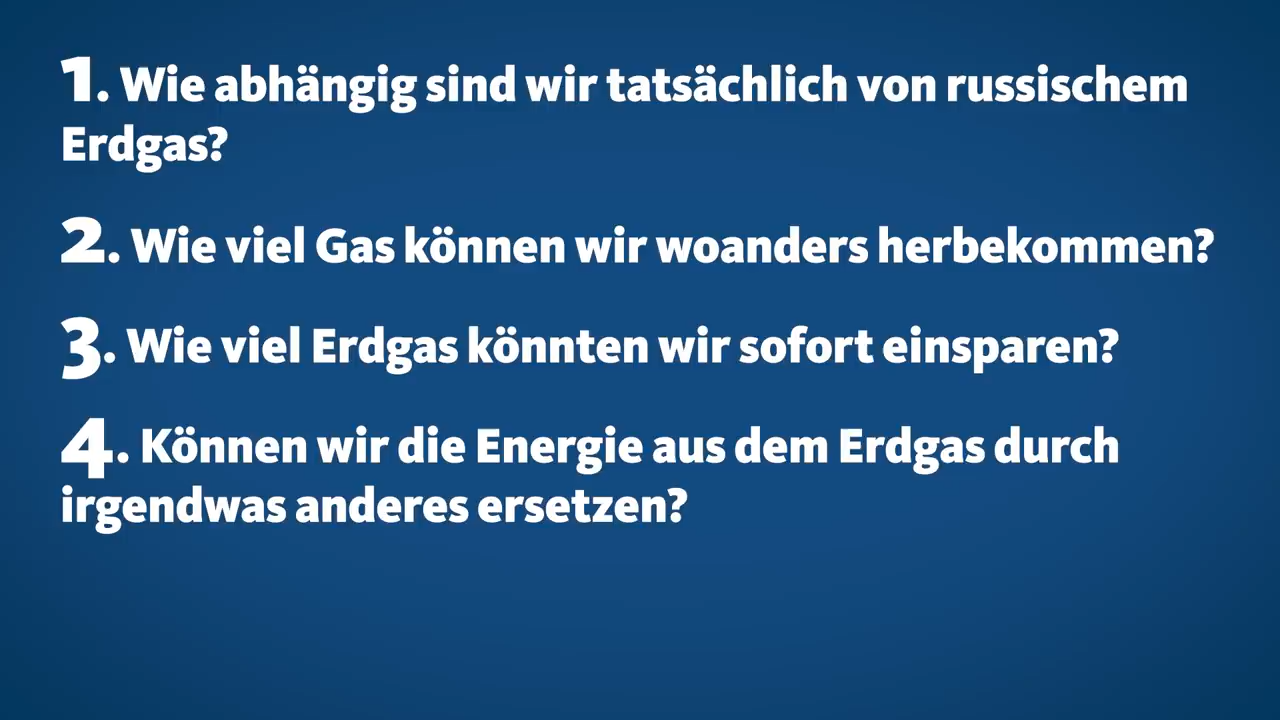 1. Wie abhängig sind wir tatsächlich von russischem
Erdgas?
2. Wie viel Gas können wir woanders herbekommen?
3. Wie viel Erdgas könnten wir sofort einsparen?
4. Können wir die Energie aus dem Erdgas durch
irgendwas anderes ersetzen?